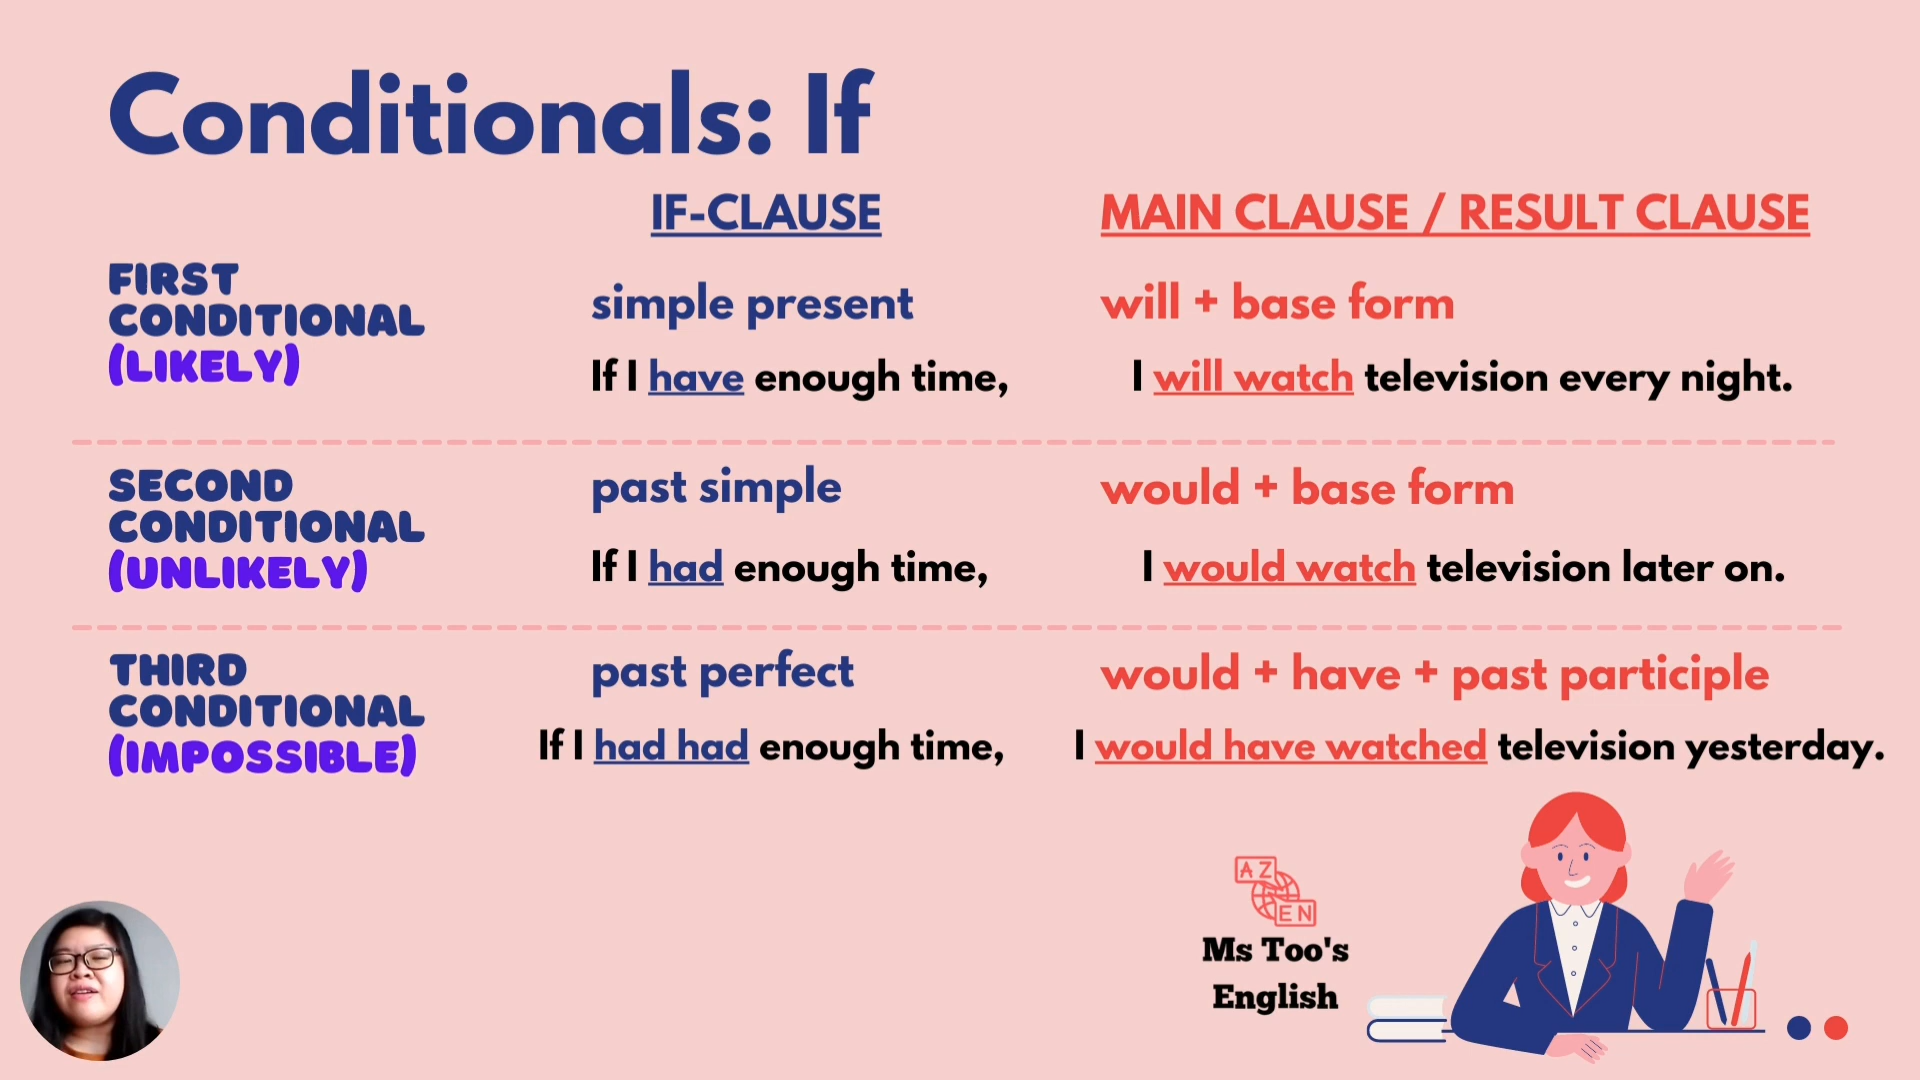 Conditionals: If
IF-CLAUSE
MAIN CLAUSE / RESULT CLAUSE
FIRST
CONDITIONAL
(LIKELY)
simple present
will + base form
If I have enough time,
I will watch television every night.
SECOND
CONDITIONAL
(UNLIKELY)
past simple
would + base form
If I had enough time,
I would watch television later on.
THIRD
CONDITIONAL
(IMPOSSIBLE)
past perfect
would + have + past participle
If I had had enough time,
I would have watched television yesterday.
AZ
EN
Ms Too's
English